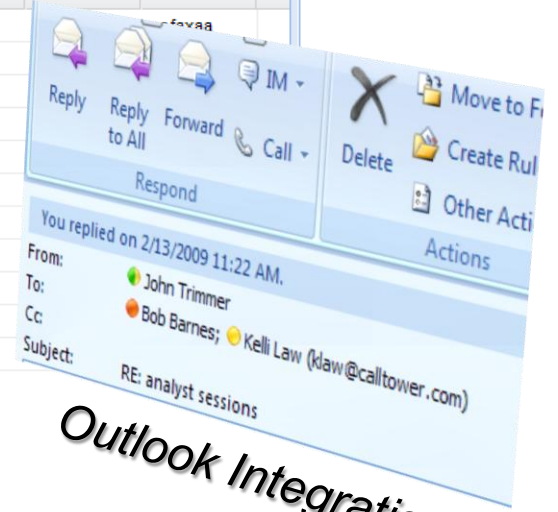 faxaa
IM
Reply
Reply to All
Forward
Call
Respond
Move to F
Create Rul
Delete
Other Acti
Actions
You replied on 2/13/2009 11:22 AM.
From: John Trimmer
To: Bob Barnes; Kelli Law (klaw@calltower.com)
Cc:
Subject: RE: analyst sessions
Outlook Integrati